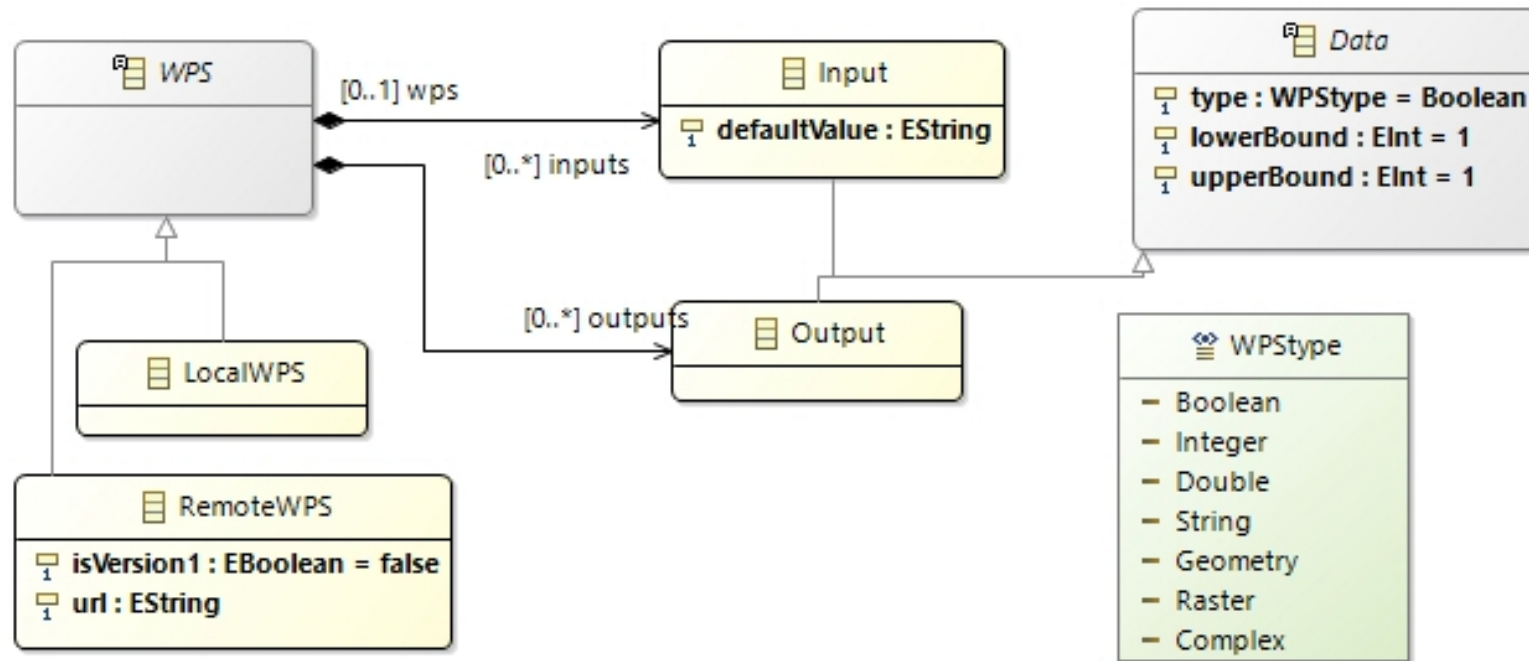 WPS
[0..1] wps
[0..*] inputs
Input
defaultValue : EString
Data
type : WPStype = Boolean
lowerBound : EInt = 1
upperBound : EInt = 1
[0..*] outputs
Output
LocalWPS
RemoteWPS
isVersion1 : EBoolean = false
url : EString
WPStype
Boolean
Integer
Double
String
Geometry
Raster
Complex